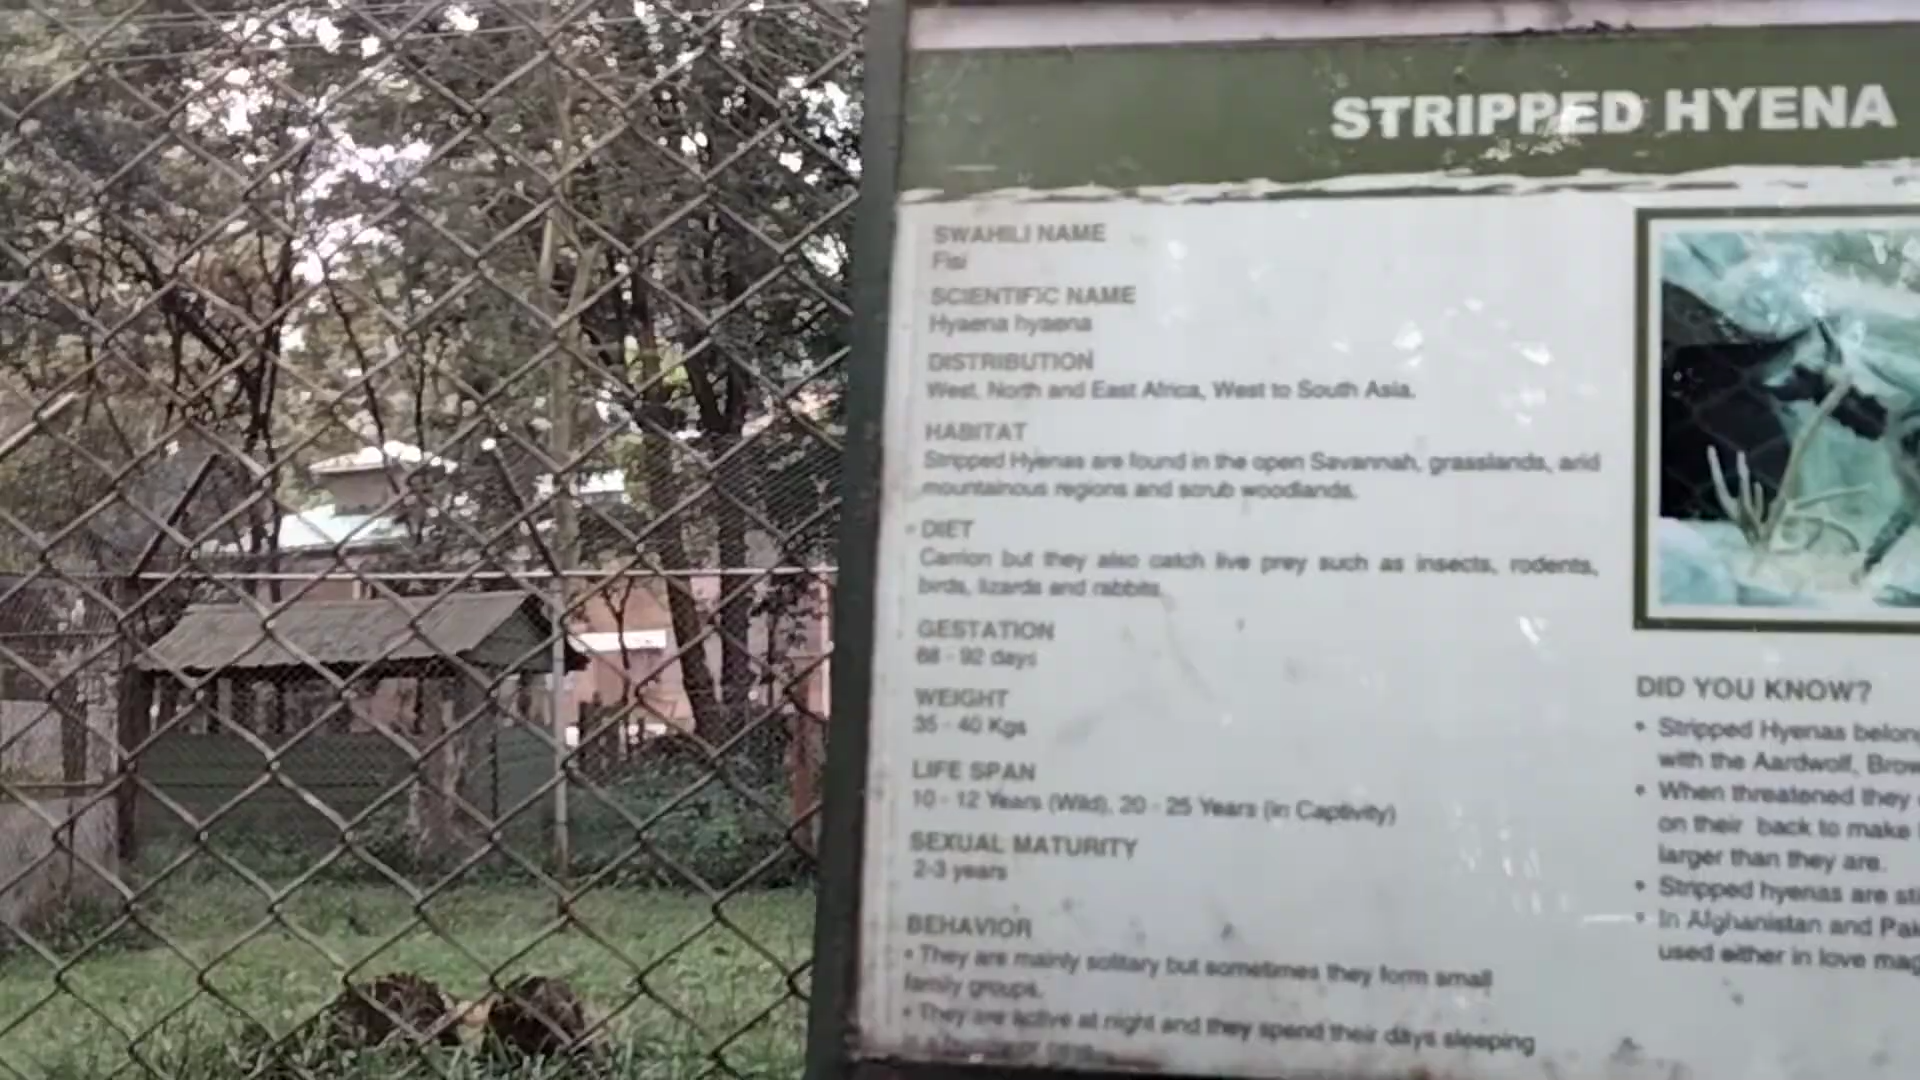 STRIPPED HYENA
SWAHILI NAME
Fisi
SCIENTIFIC NAME
Hyaena hyaena
DISTRIBUTION
West, North and East Africa, West to South Asia.
HABITAT
Stripped Hyenas are found in the open Savannah, grasslands, arid
mountainous regions and scrub woodlands.
DIET
Carrion but they also catch live prey such as insects, rodents,
birds, lizards and rabbits.
GESTATION
88 - 92 days
WEIGHT
35 - 40 Kgs
LIFE SPAN
10 - 12 Years (Wild), 20 - 25 Years (in Captivity)
SEXUAL MATURITY
2-3 years
BEHAVIOR
• They are mainly solitary but sometimes they form small
family groups.
• They are active at night and they spend their days sleeping
DID YOU KNOW?
• Stripped Hyenas belong
with the Aardwolf,
• When threatened they
on their back to make
larger than they are.
• Stripped hyenas are
• In Afghanistan and
used either in love